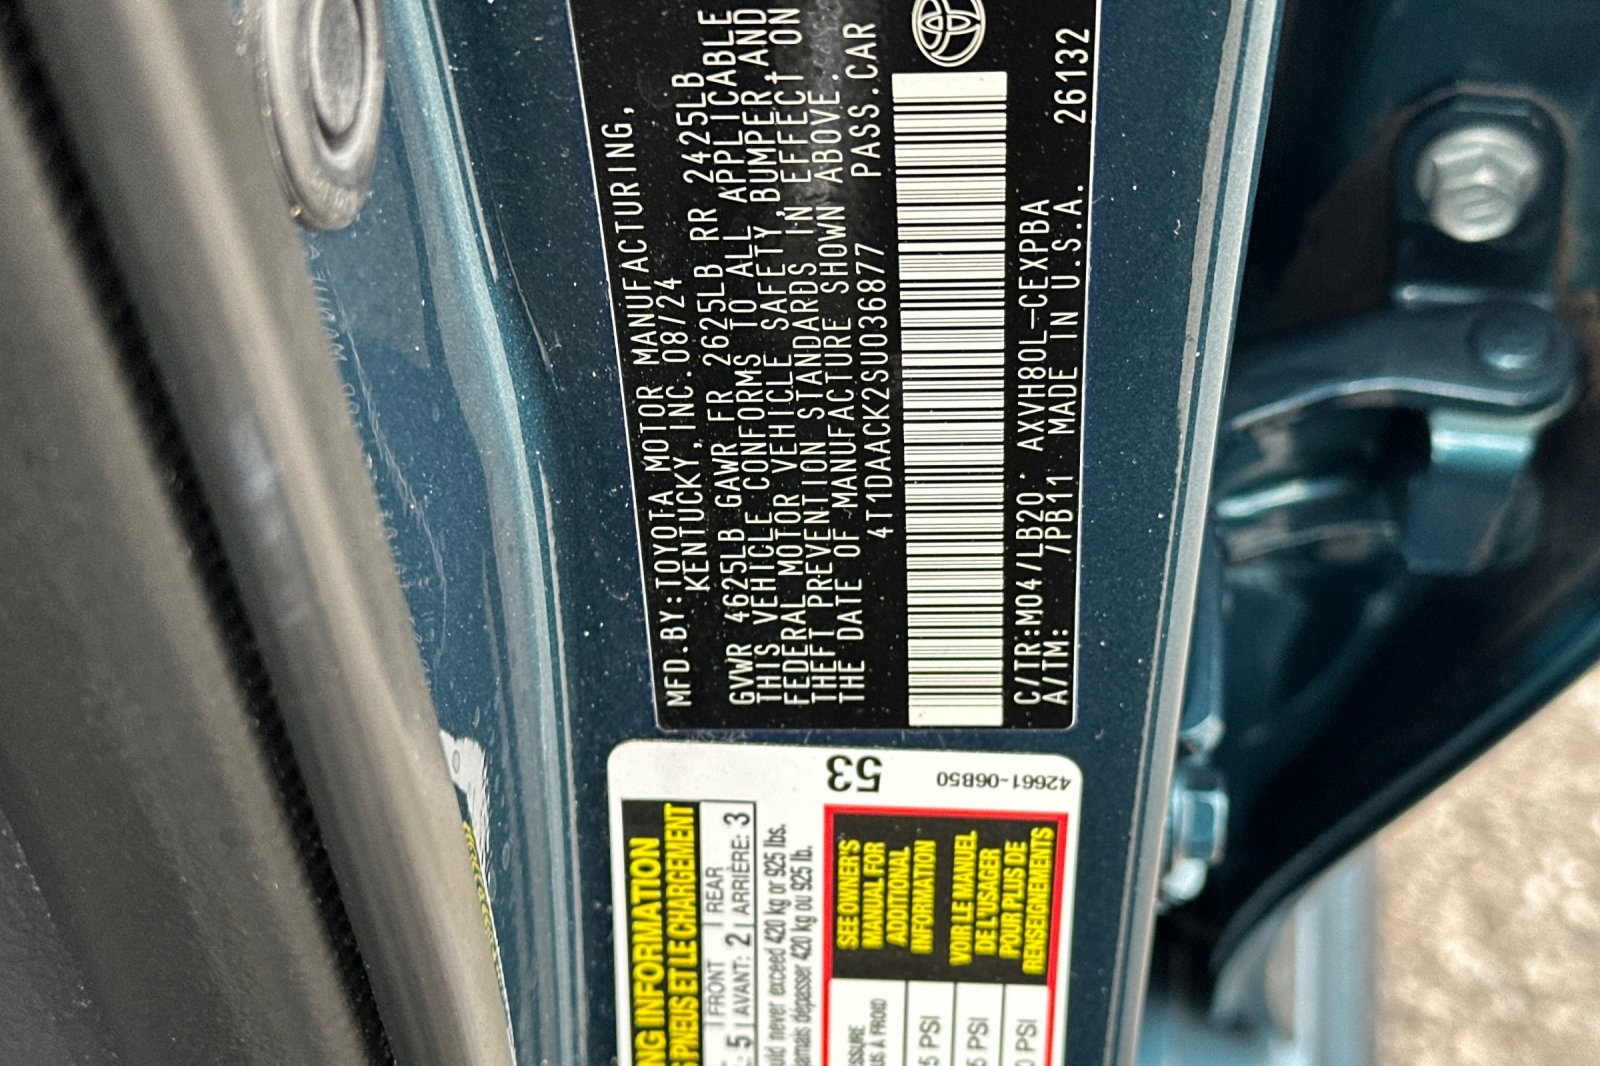 MFD.BY:TOYOTA MOTOR MANUFACTURING,
KENTUCKY, INC.08/24
GVWR 4625LB GAWR FR 2625LB RR 2425LB
THIS VEHICLE CONFORMS TO ALL APPLICABLE
FEDERAL MOTOR VEHICLE SAFETY, BUMPER, AND
THEFT PREVENTION STANDARDS IN EFFECT ON
THE DATE OF MANUFACTURE SHOWN ABOVE.
4T1DAACK2SU036877 PASS.CAR
C/TR:M04/LB20 AXVH80L-CEXPBA
A/TM: /PB11 MADE IN U.S.A. 26132
53
42661-06B50
INFORMATION
PNEUS ET LE CHARGEMENT
5 FRONT
AVANT: 2 REAR
ARRIÈRE: 3
never exceed 420 kg or 925 lbs.
jamais dépasser 420 kg ou 925 lb.
SEE OWNER'S
MANUAL FOR
ADDITIONAL
INFORMATION
VOIR LE MANUEL
DE L'USAGER
POUR PLUS DE
RENSEIGNEMENTS
À FROID
PSI
PSI
PSI